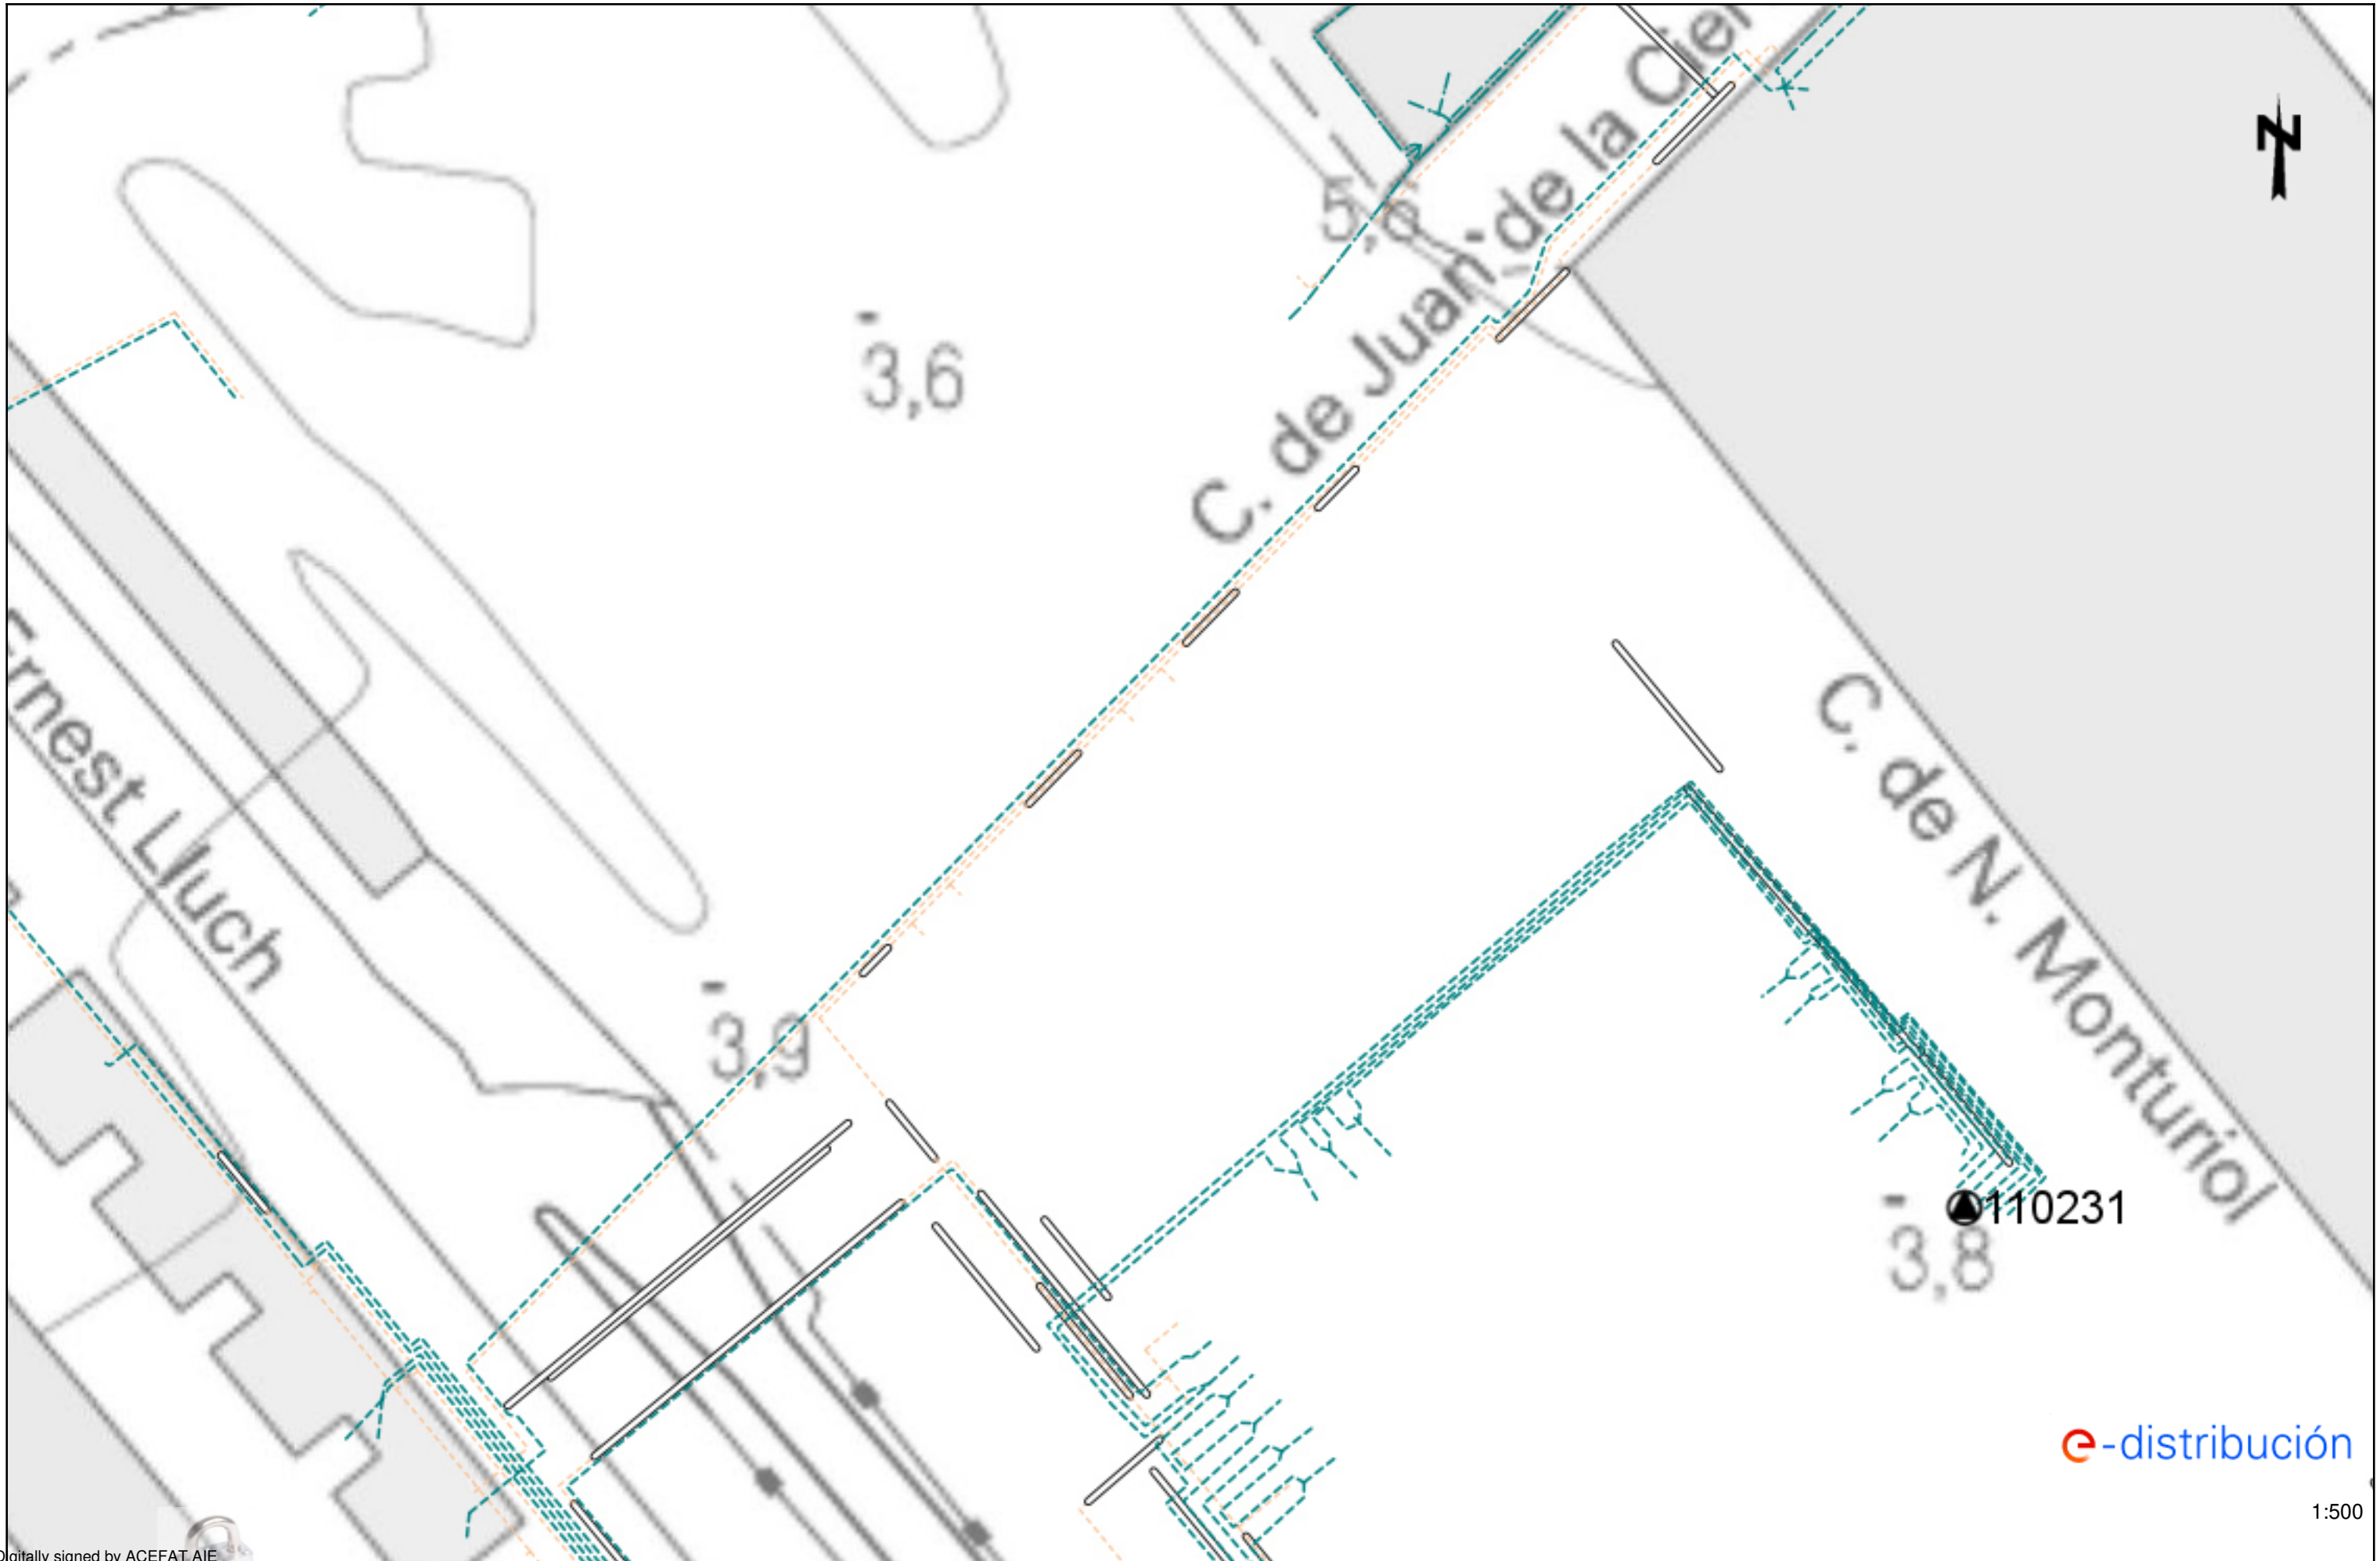 C. de Juan de la Cier
5,6
3,6
Ernest Lluch
C. de N. Monturiol
3,9
110231
3,8
e-distribución
1:500
Digitally signed by ACEFAT AIE